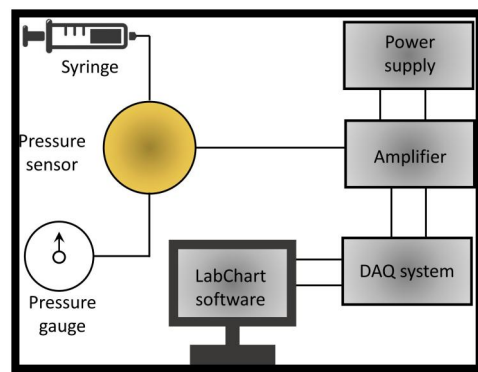 Syringe
Power
supply
Pressure
sensor
Amplifier
Pressure
gauge
LabChart
software
DAQ system